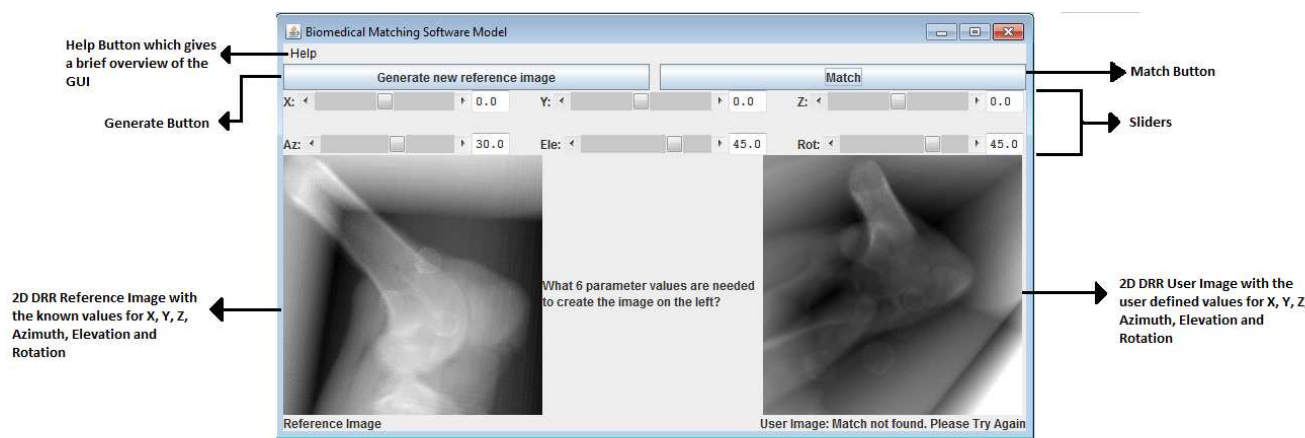 Biomedical Matching Software Model
Help Button which gives
a brief overview of the
GUI
Help
Generate new reference image
Match
Match Button
X:
0.0
Y:
0.0
Z:
0.0
Generate Button
Sliders
Az:
30.0
Ele:
45.0
Rot:
45.0
What 6 parameter values are needed
to create the image on the left?
2D DRR Reference Image with
the known values for X, Y, Z,
Azimuth, Elevation and
Rotation
2D DRR User Image with the
user defined values for X, Y, Z
Azimuth, Elevation and
Rotation
Reference Image
User Image: Match not found. Please Try Again